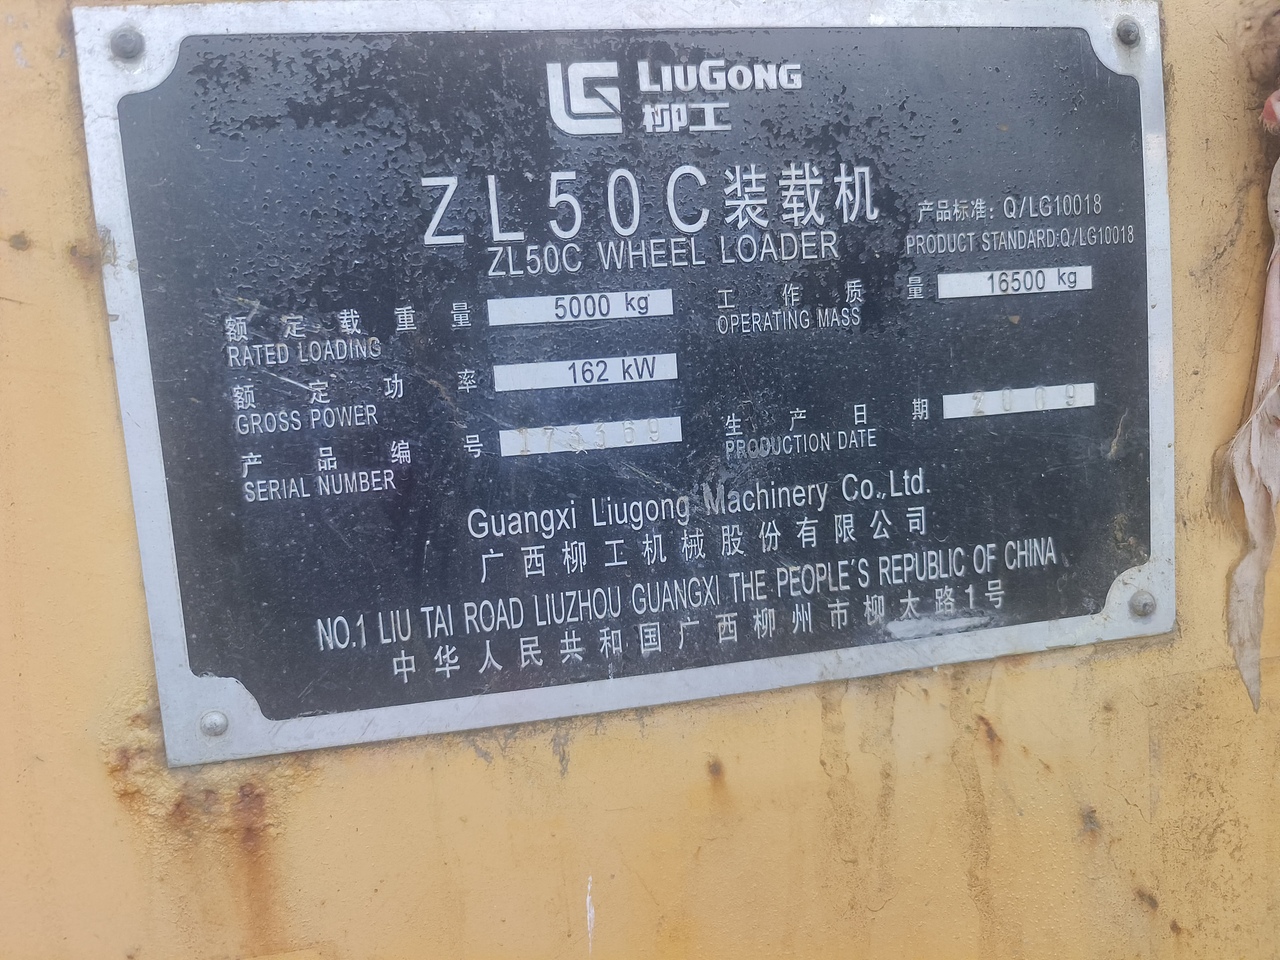 LIUGONG
柳工
ZL50C装载机
ZL50C WHEEL LOADER
产品标准: Q/LG10018
PRODUCT STANDARD:Q/LG10018
额定载重量 5000 kg
RATED LOADING
工作质量 16500 kg
OPERATING MASS
额定功率 162 kW
GROSS POWER
生产日期 2009
PRODUCTION DATE
产品编号
SERIAL NUMBER
Guangxi Liugong Machinery Co.,Ltd.
广西柳工机械股份有限公司
NO.1 LIU TAI ROAD LIUZHOU GUANGXI THE PEOPLE'S REPUBLIC OF CHINA
中华人民共和国广西柳州市柳太路1号